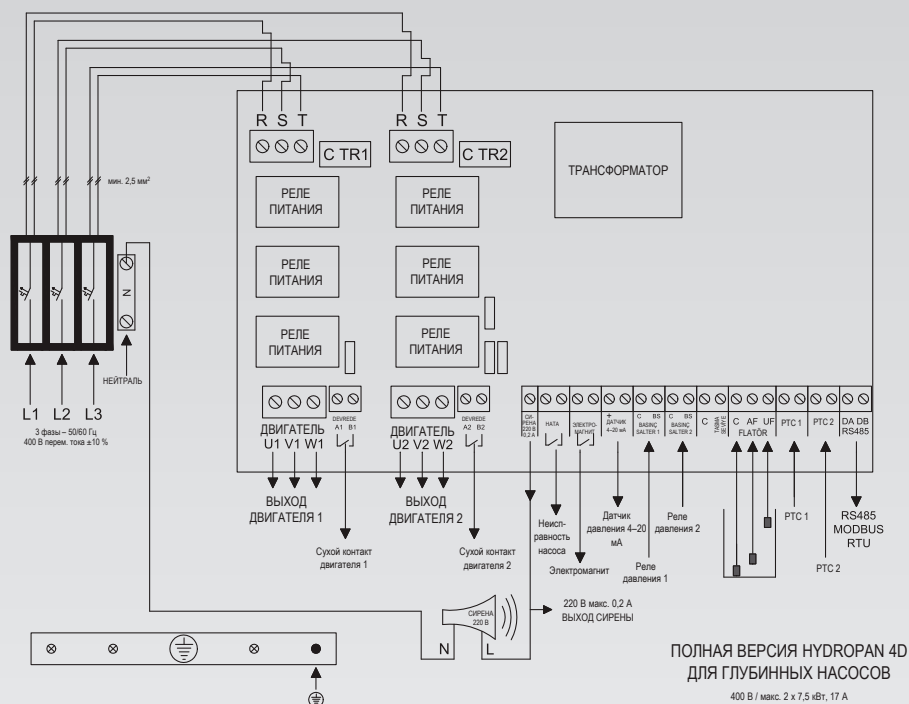 R S T
R S T
C TR1
C TR2
ТРАНСФОРМАТОР
мин. 2,5 мм²
РЕЛЕ
ПИТАНИЯ
РЕЛЕ
ПИТАНИЯ
РЕЛЕ
ПИТАНИЯ
РЕЛЕ
ПИТАНИЯ
РЕЛЕ
ПИТАНИЯ
РЕЛЕ
ПИТАНИЯ
N
НЕЙТРАЛЬ
L1 L2 L3
3 фазы – 50/60 Гц
400 В перем. тока ±10 %
ДВИГАТЕЛЬ
U1 V1 W1
DEVREDE
A1 B1
ДВИГАТЕЛЬ
U2 V2 W2
DEVREDE
A2 B2
СИ-
РЕНА
220 В
0,2 А
НАТА
ЭЛЕКТРО-
МАГНИТ
+
ДАТЧИК
4–20 мА
C BS
BASINÇ
SALTER 1
C BS
BASINÇ
SALTER 2
C
TASMA
SEVİYE
C AF UF
FLATÖR
PTC 1
PTC 2
DA DB
RS485
ВЫХОД
ДВИГАТЕЛЯ 1
ВЫХОД
ДВИГАТЕЛЯ 2
Сухой контакт
двигателя 1
Сухой контакт
двигателя 2
Неисп-
равность
насоса
Электромагнит
Датчик
давления 4–20
мА
Реле
давления 1
Реле
давления 2
PTC 1
PTC 2
RS485
MODBUS
RTU
СИРЕНА
220 В
N L
220 В макс. 0,2 А
ВЫХОД СИРЕНЫ
ПОЛНАЯ ВЕРСИЯ HYDROPAN 4D
ДЛЯ ГЛУБИННЫХ НАСОСОВ
400 В / макс. 2 x 7,5 кВт, 17 А